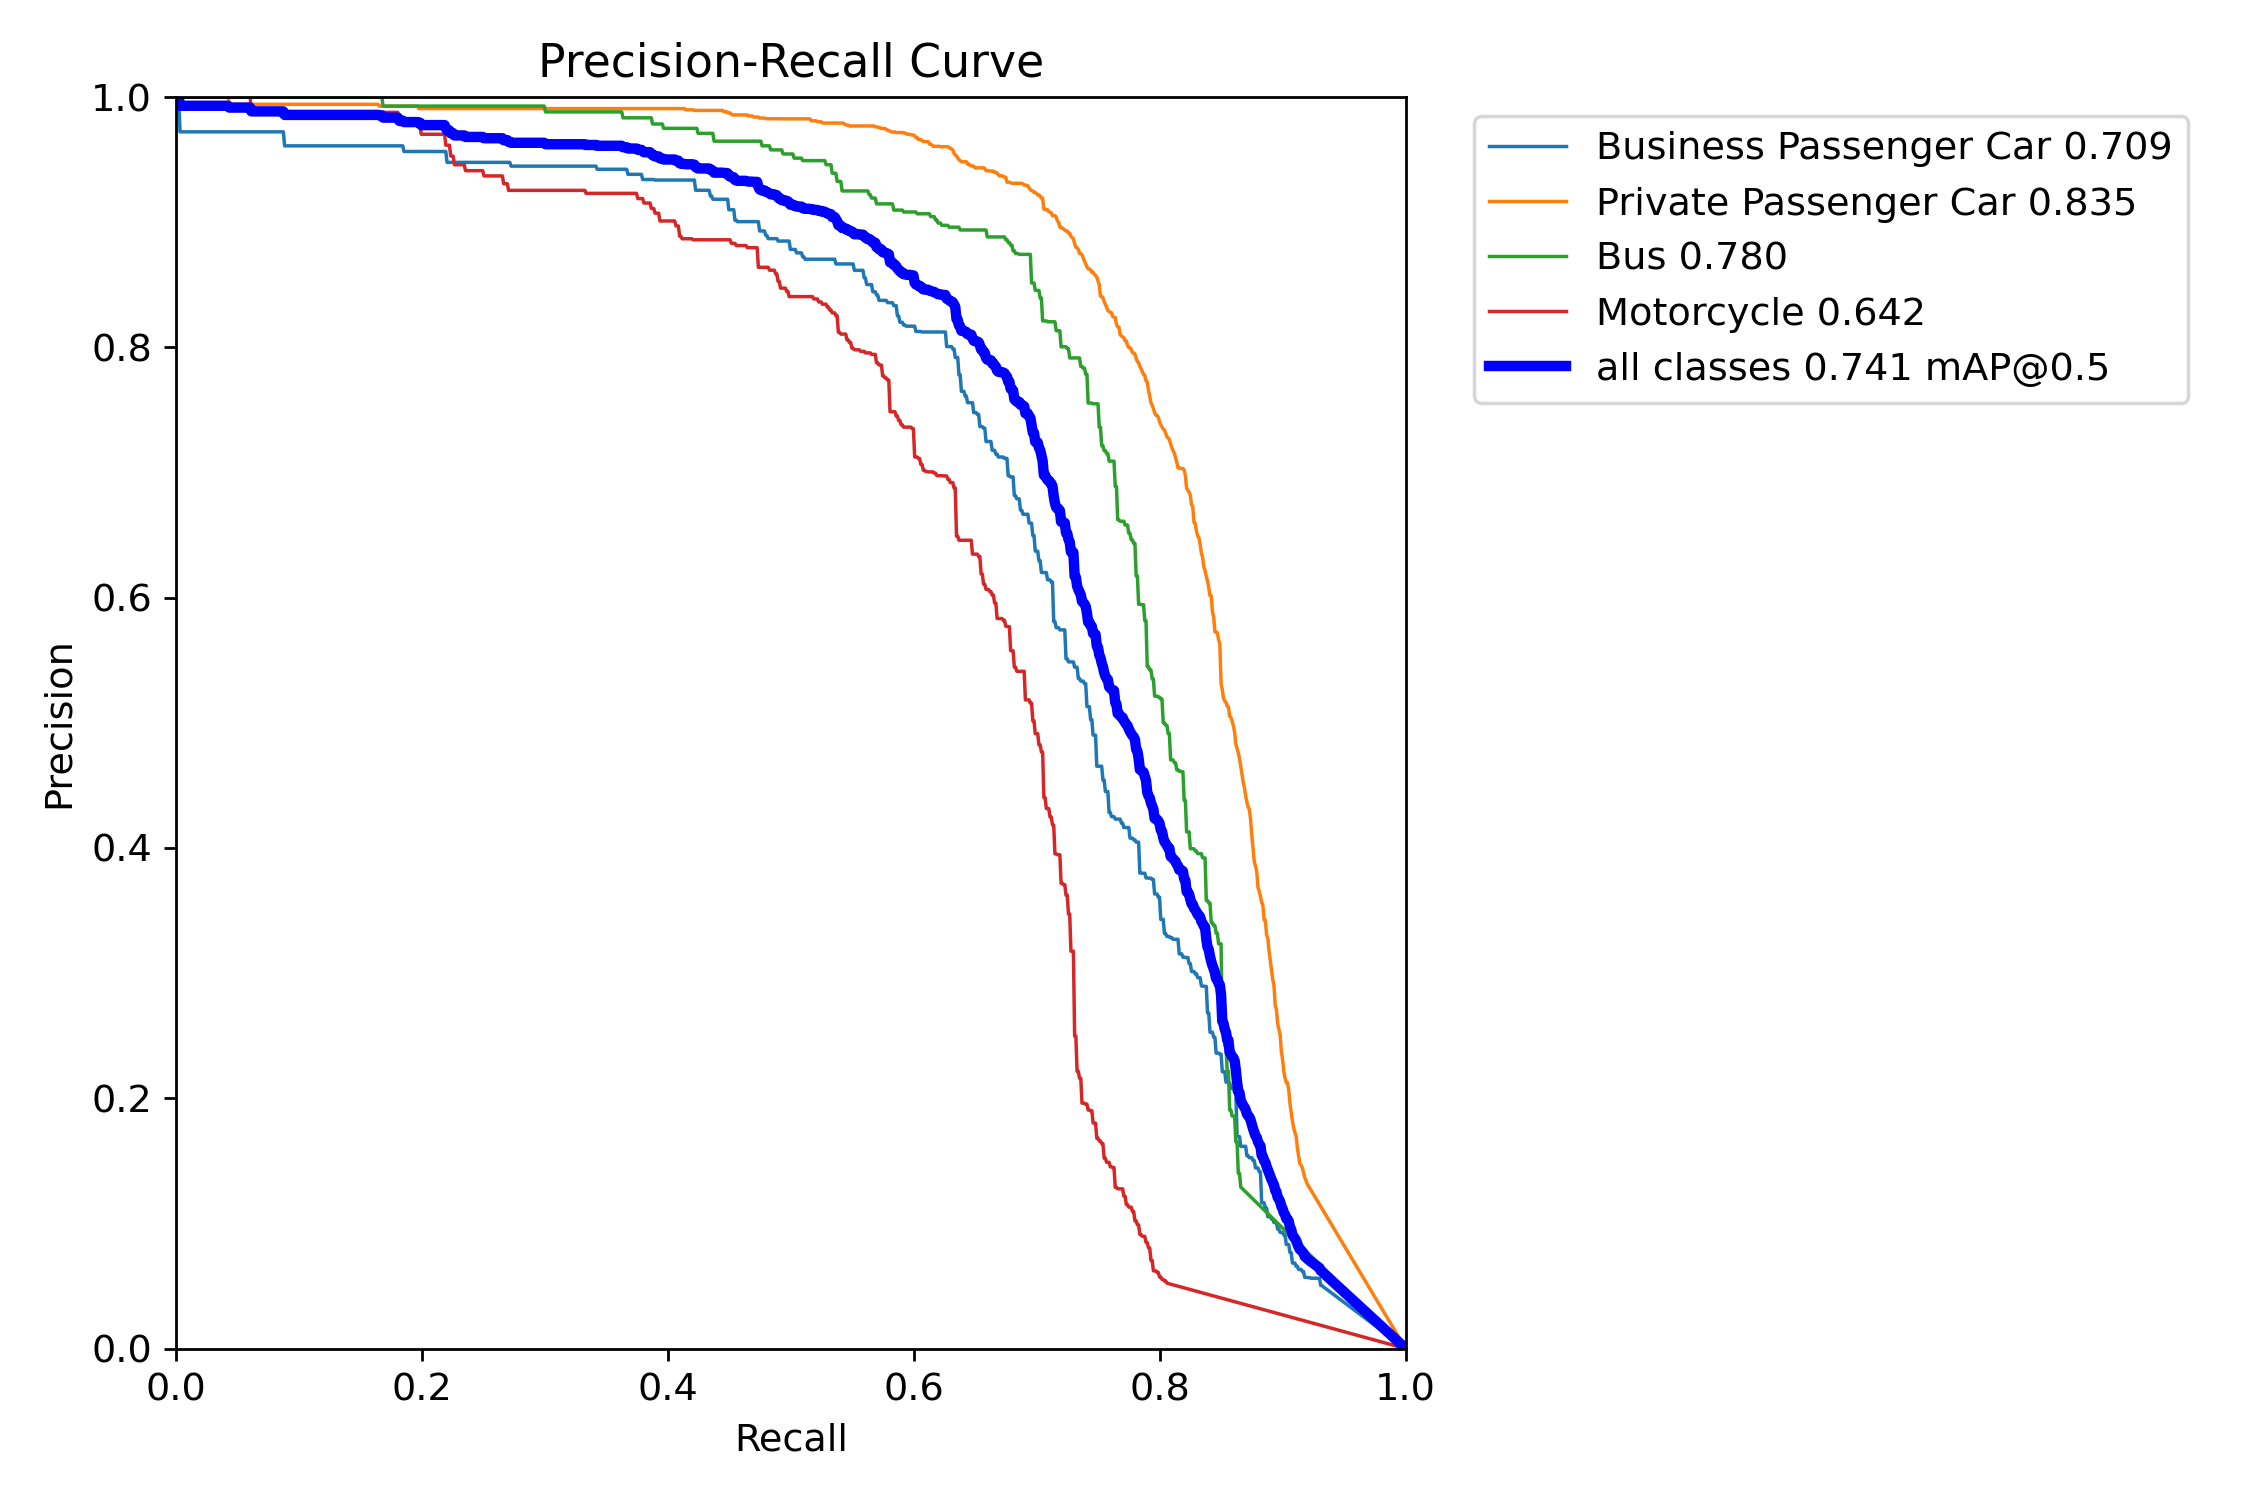 Precision-Recall Curve
1.0
0.8
0.6
0.4
0.2
0.0
Precision
0.0 0.2 0.4 0.6 0.8 1.0
Recall
Business Passenger Car 0.709
Private Passenger Car 0.835
Bus 0.780
Motorcycle 0.642
all classes 0.741 mAP@0.5